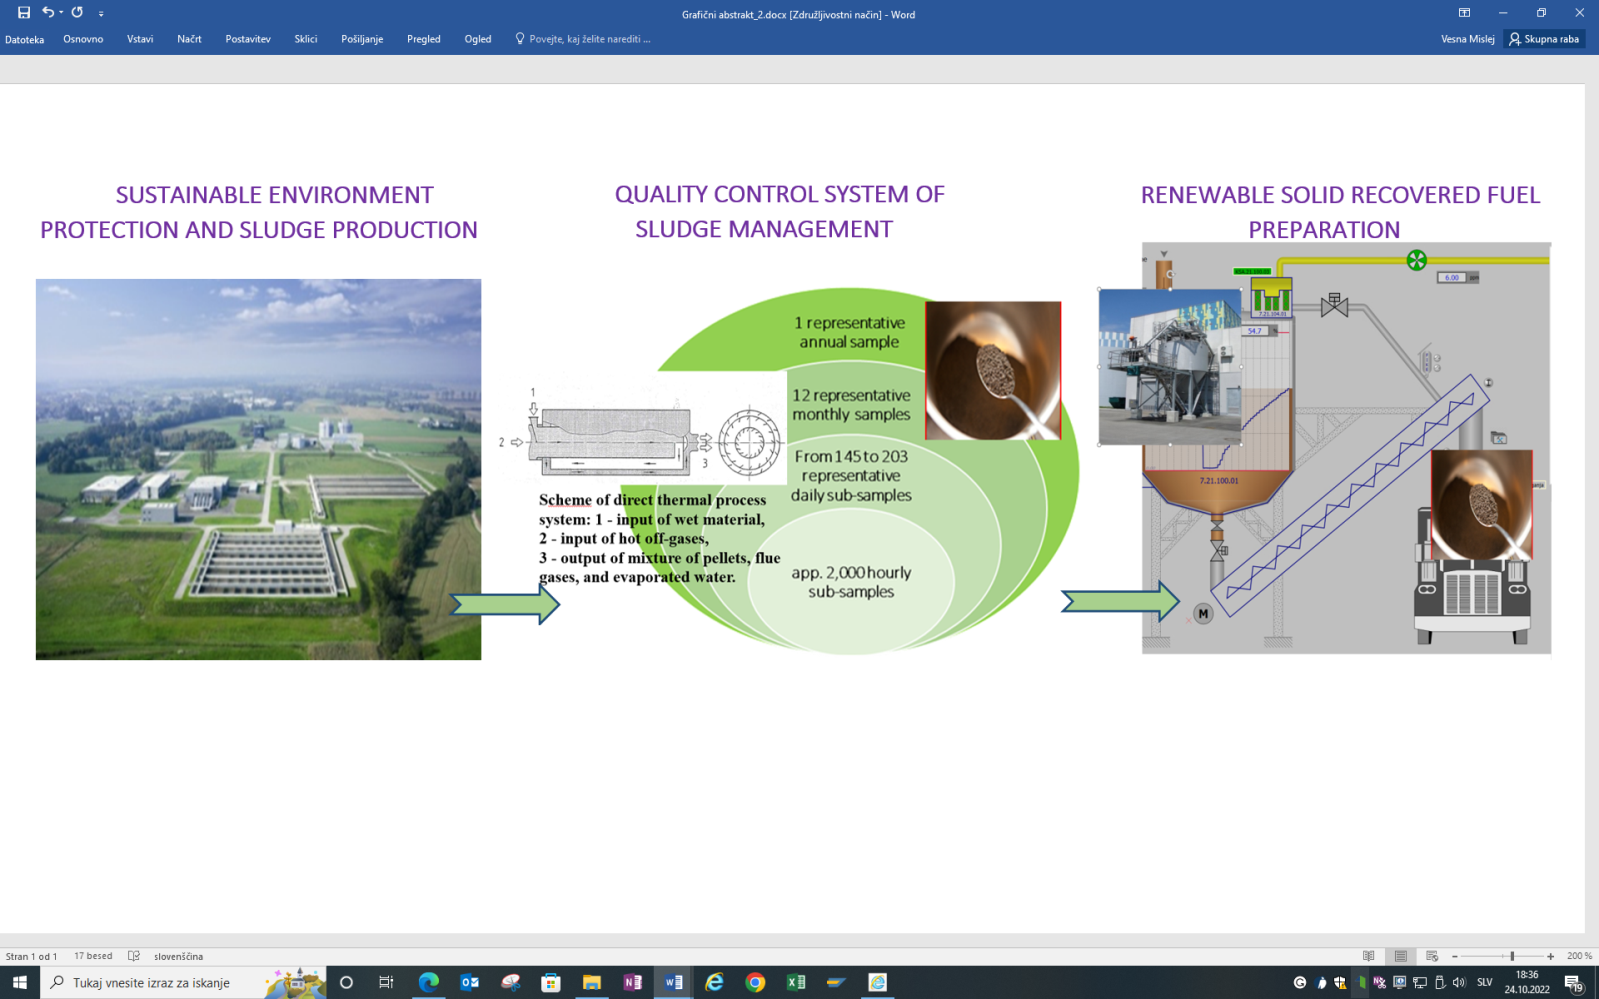 Grafični abstrakt_2.docx [Združljivostni način] - Word
Datoteka Osnovno Vstavi Načrt Postavitev Sklici Pošiljanje Pregled Ogled Povejte, kaj želite narediti ...
Vesna Mislej Skupna raba
SUSTAINABLE ENVIRONMENT
PROTECTION AND SLUDGE PRODUCTION
QUALITY CONTROL SYSTEM OF
SLUDGE MANAGEMENT
RENEWABLE SOLID RECOVERED FUEL
PREPARATION
1 representative
annual sample
12 representative
monthly samples
From 145 to 203
representative
daily sub-samples
app. 2,000 hourly
sub-samples
1
2
3
Scheme of direct thermal process
system: 1 - input of wet material,
2 - input of hot off-gases,
3 - output of mixture of pellets, flue
gases, and evaporated water.
6.00
7.21.104.01
54.7 %
7.21.100.01
M
Stran 1 od 1 17 besed slovenščina
200 %
Tukaj vnesite izraz za iskanje
SLV
18:36
24.10.2022
19